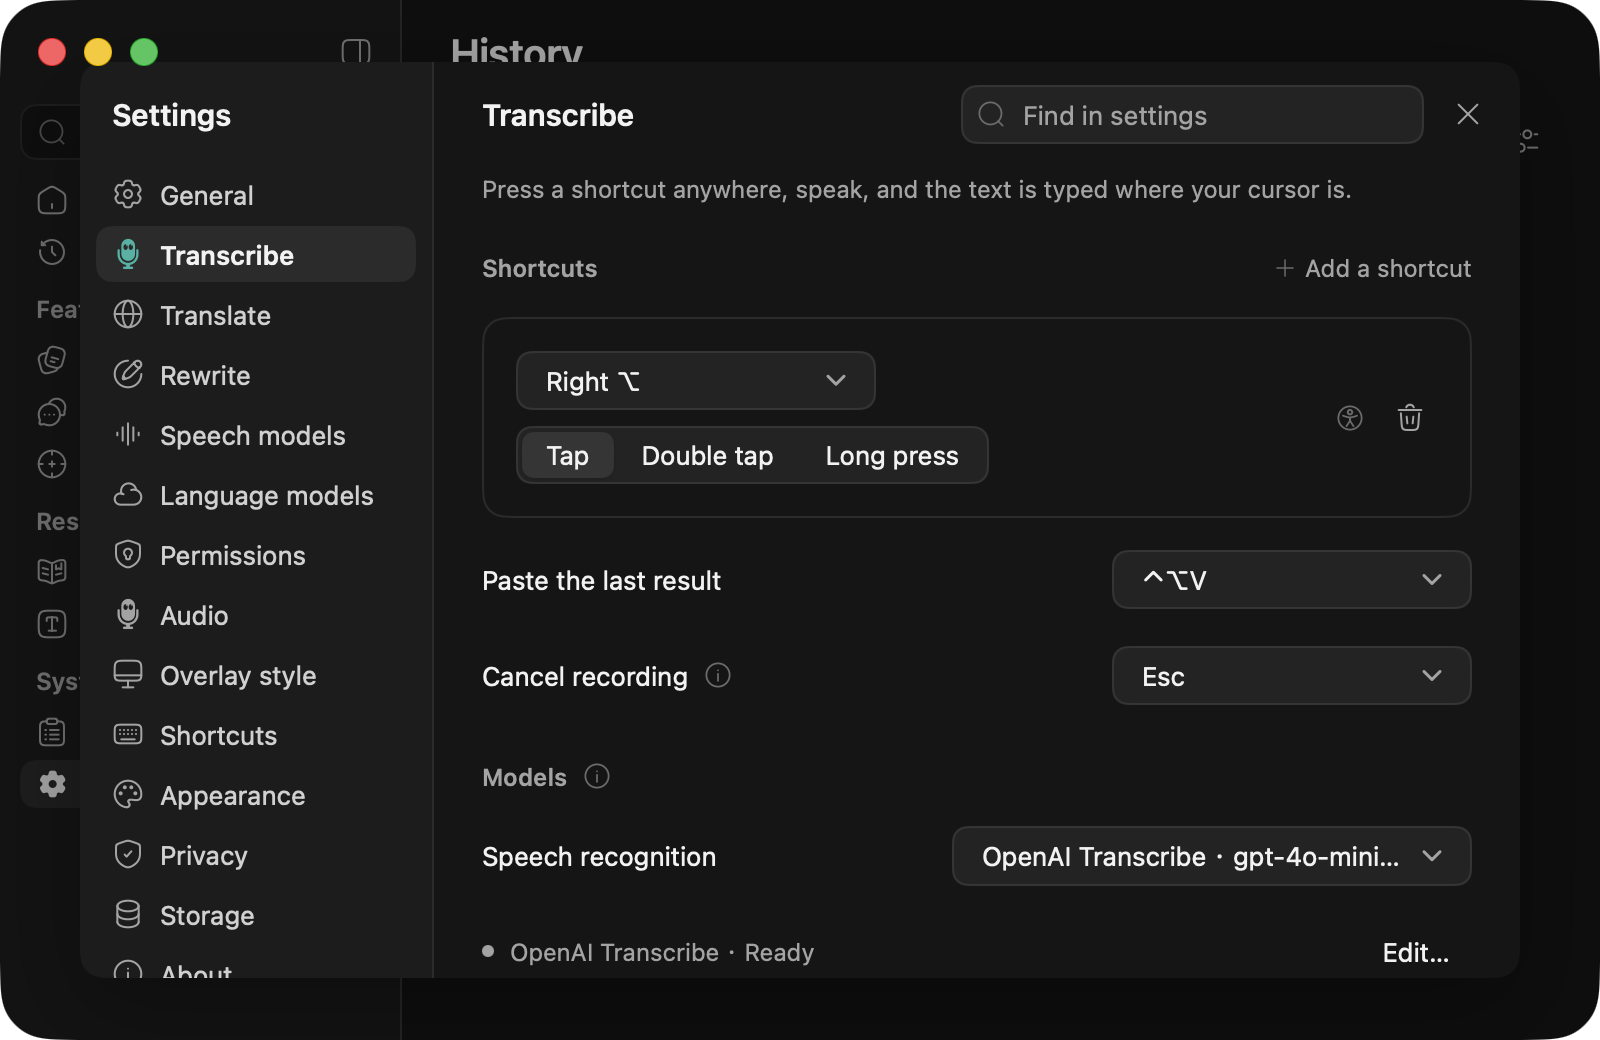 History
Settings
General
Transcribe
Translate
Rewrite
Speech models
Language models
Permissions
Audio
Overlay style
Shortcuts
Appearance
Privacy
Storage
About
Transcribe
Find in settings
Press a shortcut anywhere, speak, and the text is typed where your cursor is.
Shortcuts
+ Add a shortcut
Right ⌥
Tap Double tap Long press
Paste the last result
^⌥V
Cancel recording
Esc
Models
Speech recognition
OpenAI Transcribe · gpt-4o-mini...
OpenAI Transcribe · Ready
Edit...